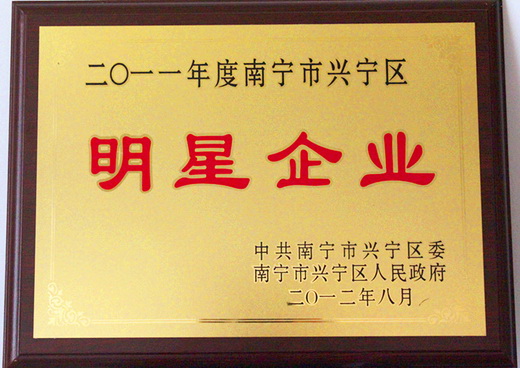 二〇一一年度南宁市兴宁区
明星企业
中共南宁市兴宁区委
南宁市兴宁区人民政府
二〇一二年八月